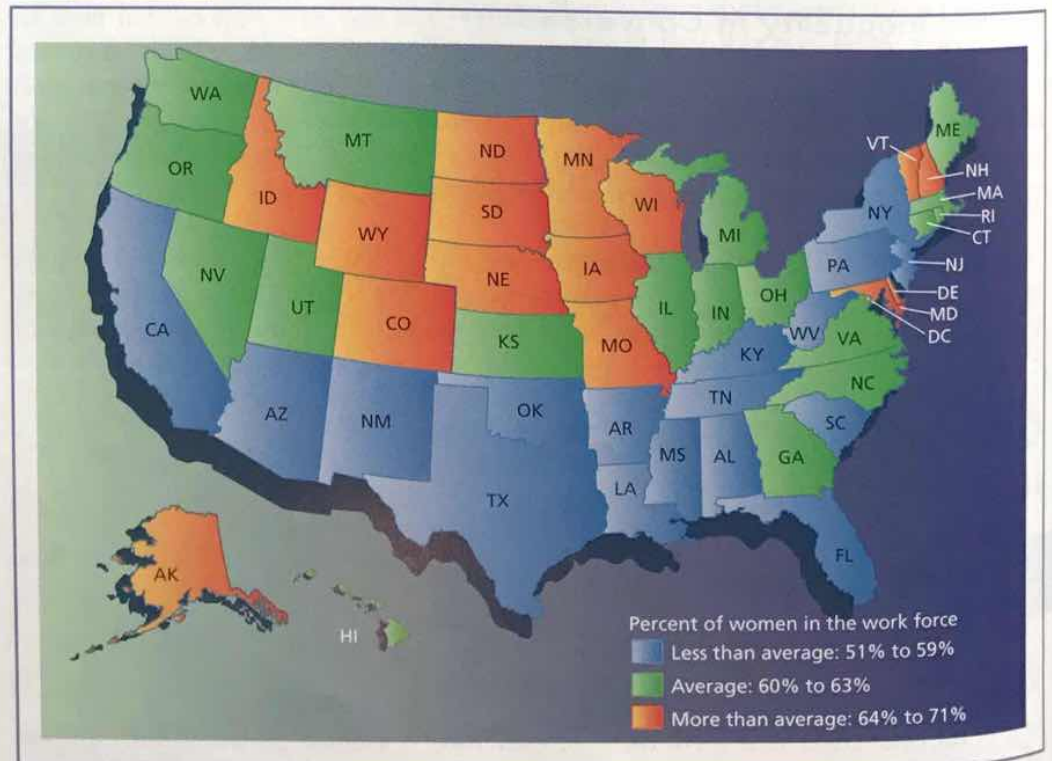 WA
MT
ND
MN
VT
ME
NH
MA
RI
CT
OR
ID
SD
WI
NY
MI
WY
PA
NJ
NE
IA
NV
UT
CO
IL
IN
OH
DE
MD
DC
CA
KS
MO
WV
VA
KY
NC
TN
AZ
NM
OK
AR
SC
MS
AL
GA
TX
LA
FL
AK
HI
Percent of women in the work force
Less than average: 51% to 59%
Average: 60% to 63%
More than average: 64% to 71%